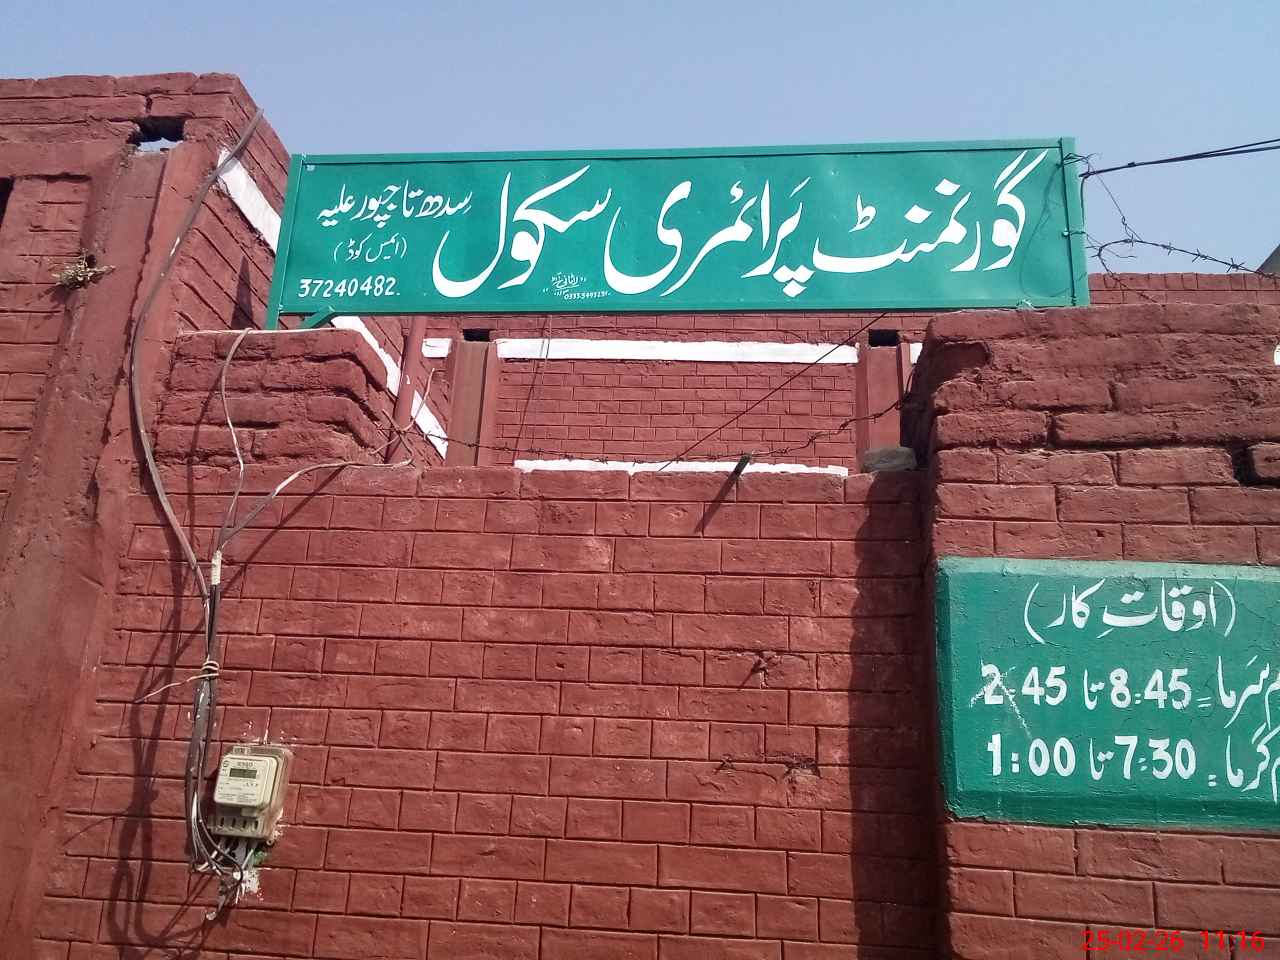 گورنمنٹ پرائمری سکول سدھ تاجپور علیہ
(ایمس کوڈ)
37240482
(اوقاتِ کار)
سرما = 8:45 تا 2:45
گرما = 7:30 تا 1:00
25-02-25 11:16